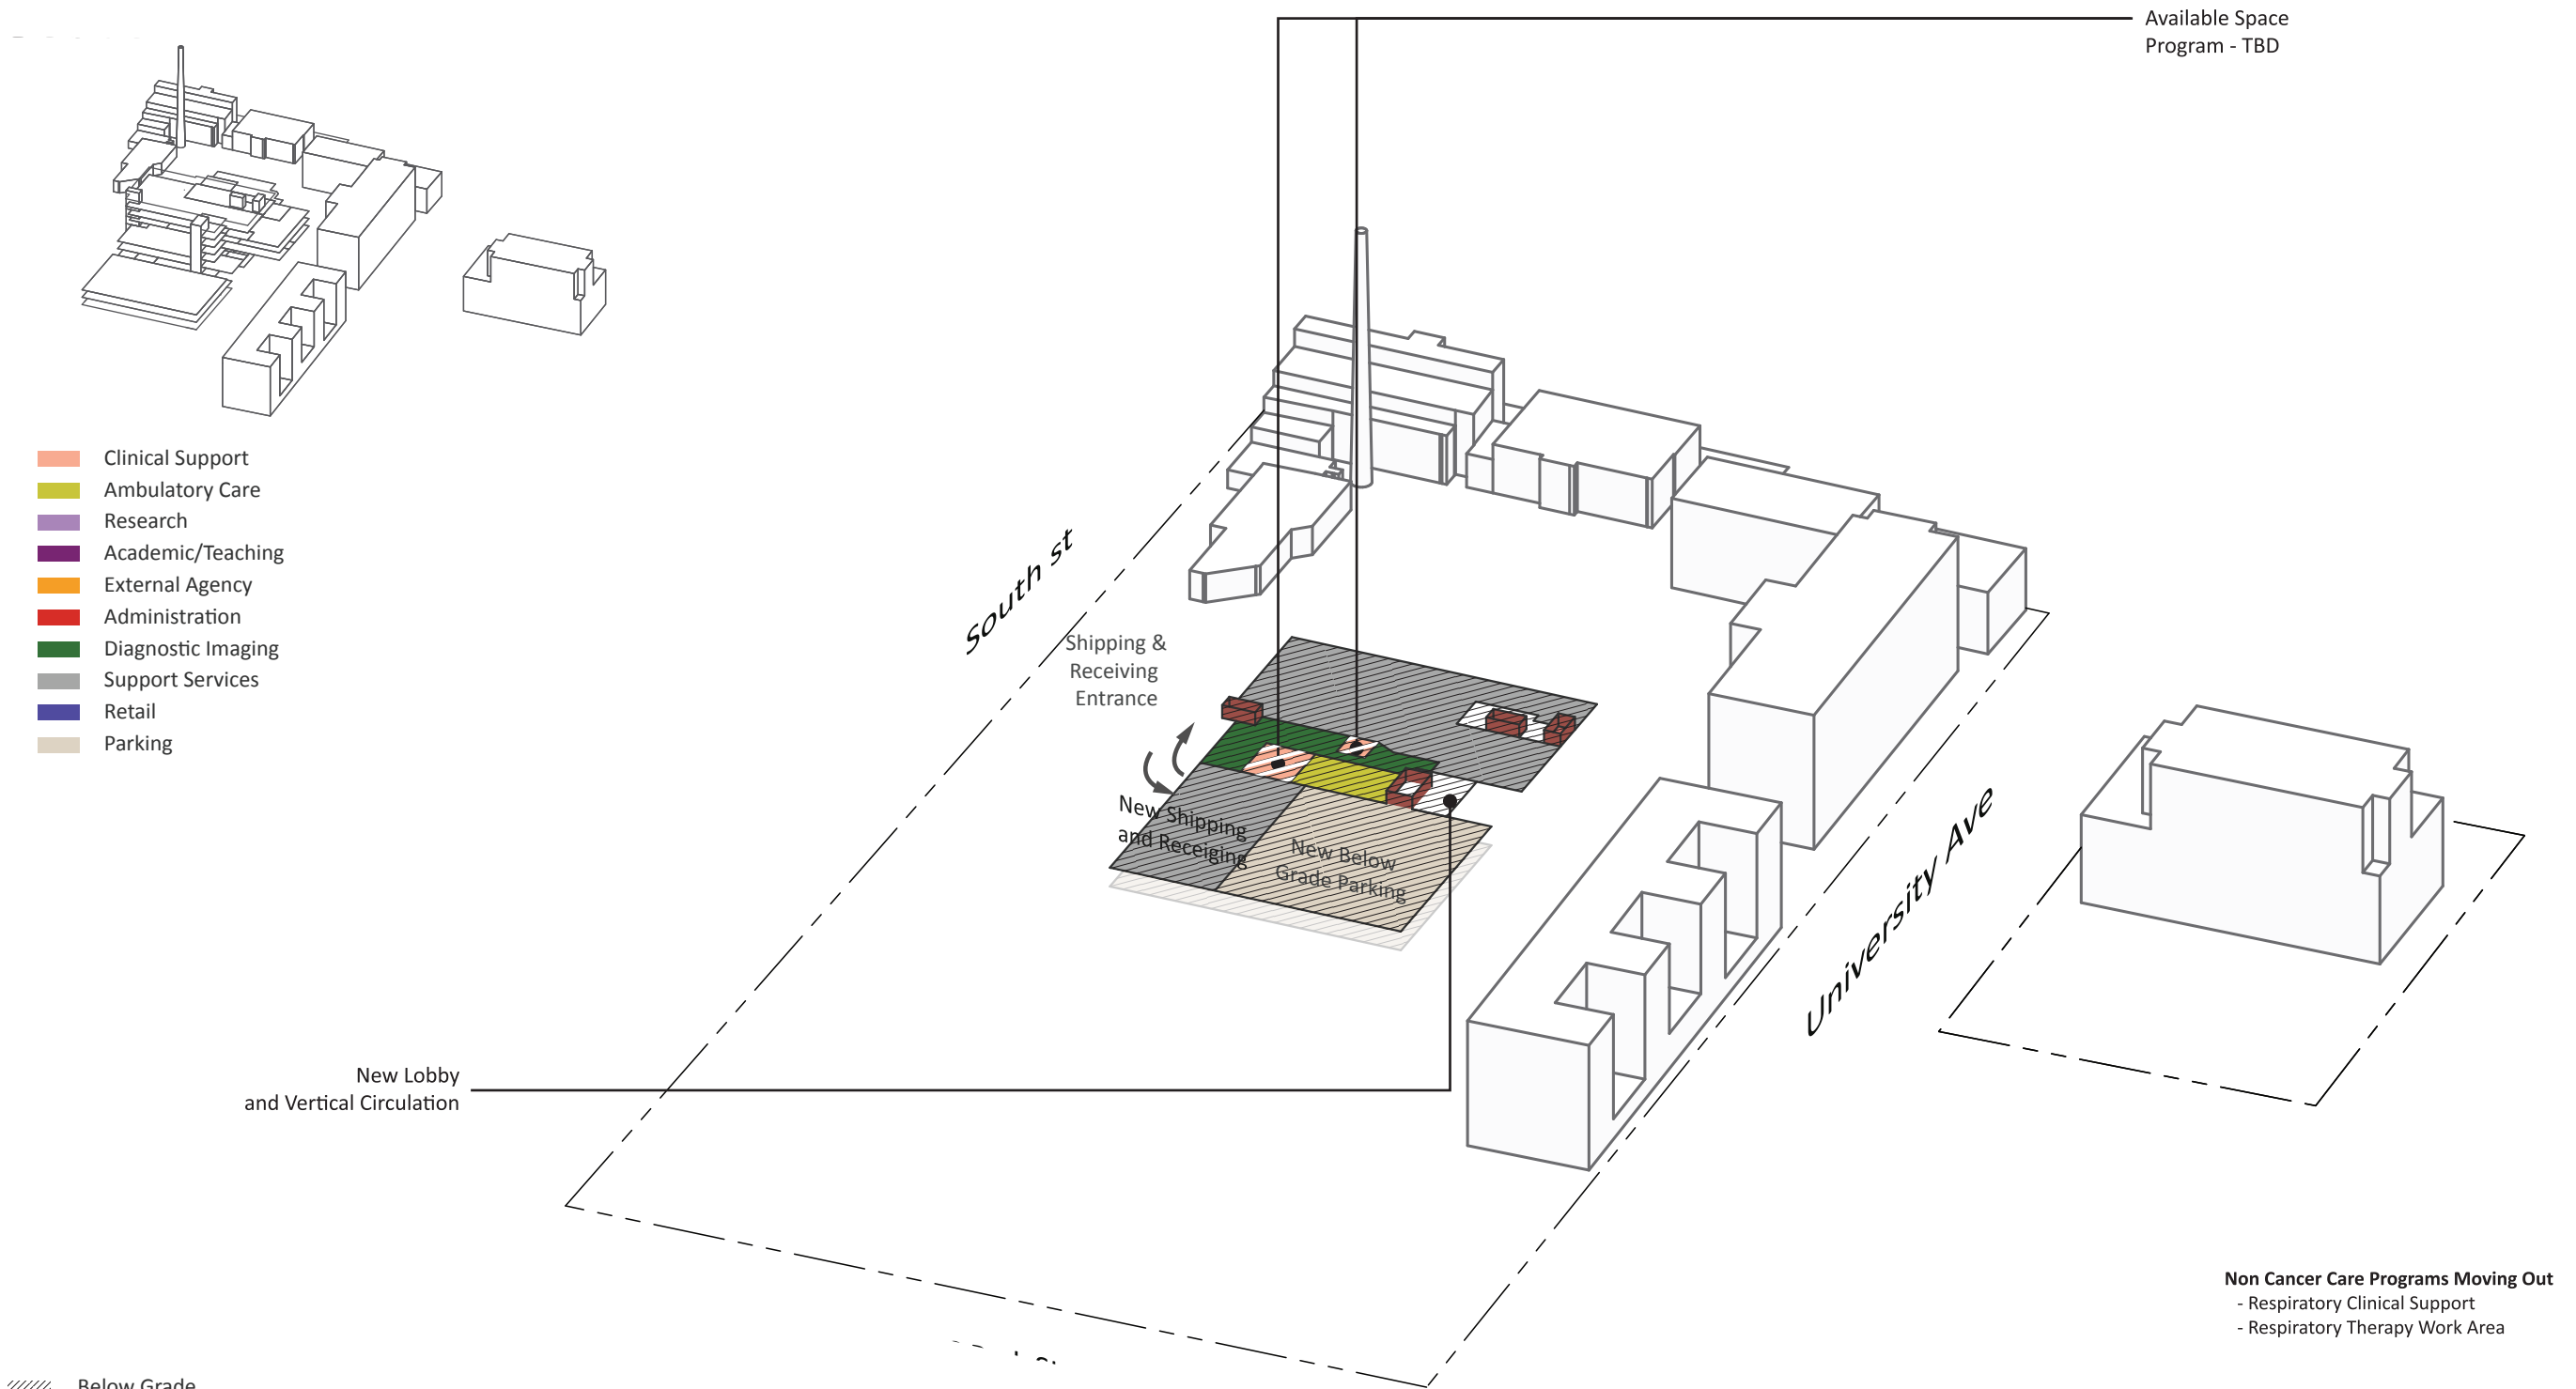 Available Space
Program - TBD
Clinical Support
Ambulatory Care
Research
Academic/Teaching
External Agency
Administration
Diagnostic Imaging
Support Services
Retail
Parking
South st
Shipping &
Receiving
Entrance
New Shipping
and Receiging
New Below
Grade Parking
University Ave
New Lobby
and Vertical Circulation
Non Cancer Care Programs Moving Out
- Respiratory Clinical Support
- Respiratory Therapy Work Area
Below Grade